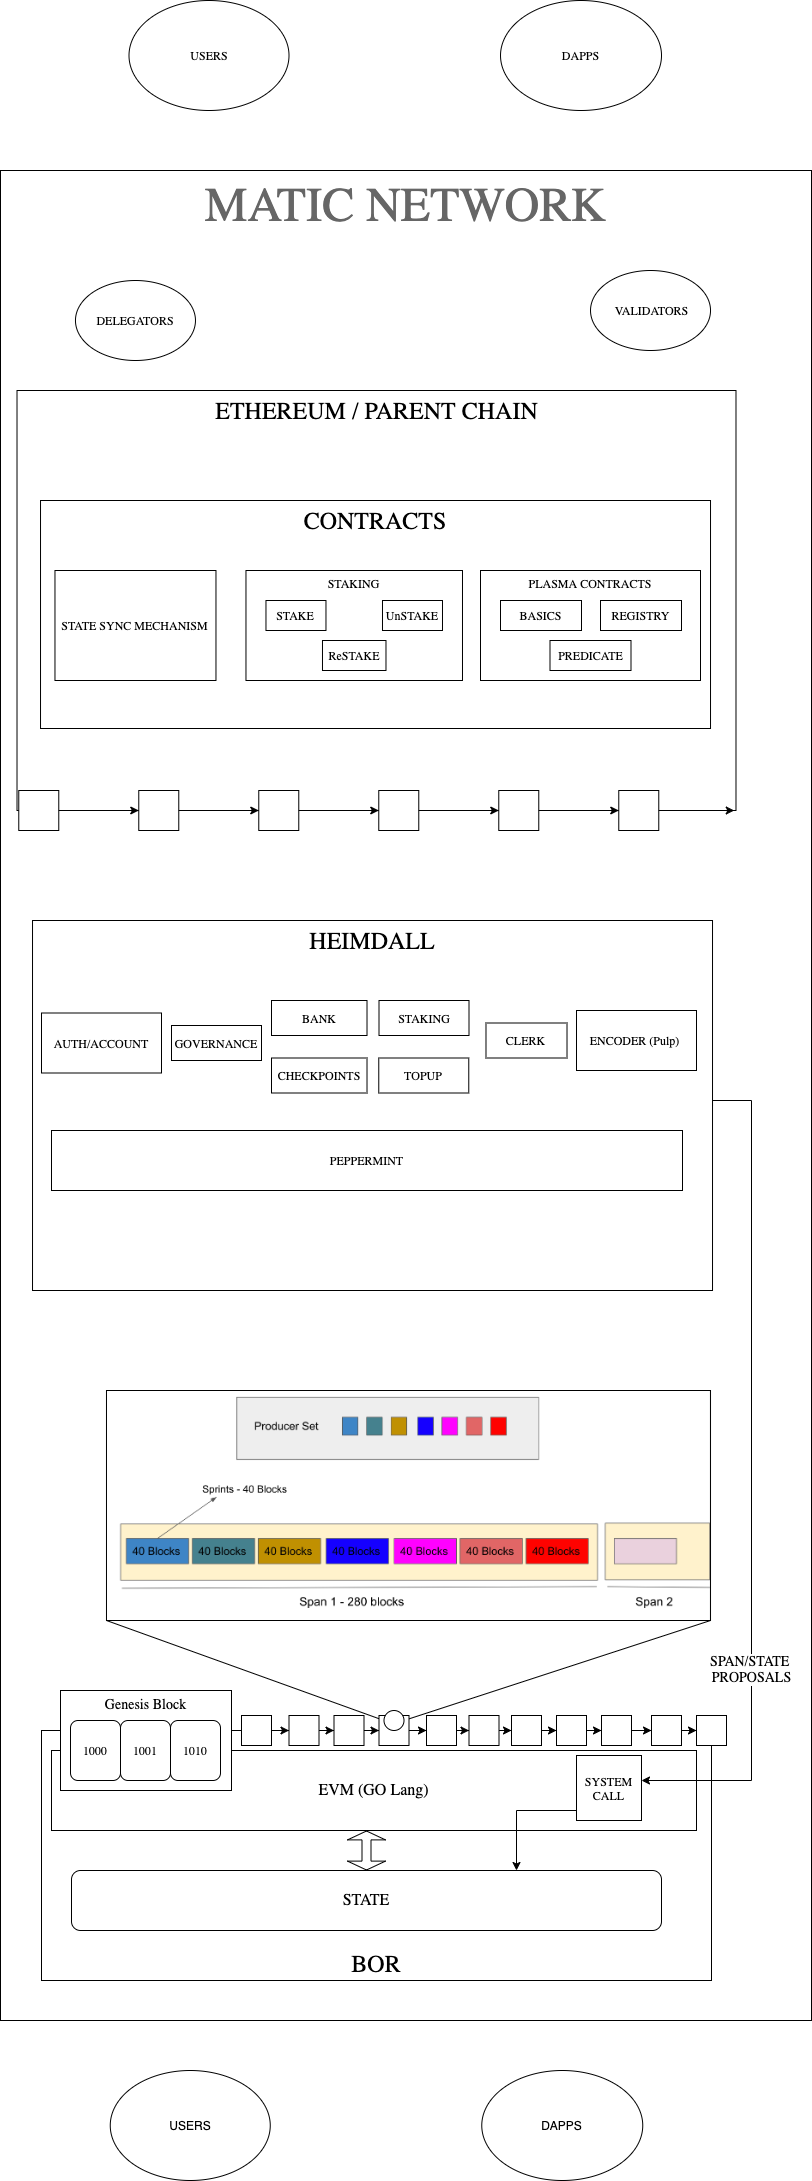 USERS
DAPPS
MATIC NETWORK
DELEGATORS
VALIDATORS
ETHEREUM / PARENT CHAIN
CONTRACTS
STATE SYNC MECHANISM
STAKING
STAKE
UnSTAKE
ReSTAKE
PLASMA CONTRACTS
BASICS
REGISTRY
PREDICATE
HEIMDALL
AUTH/ACCOUNT
GOVERNANCE
BANK
STAKING
CHECKPOINTS
TOPUP
CLERK
ENCODER (Pulp)
PEPPERMINT
Producer Set
Sprints - 40 Blocks
40 Blocks
40 Blocks
40 Blocks
40 Blocks
40 Blocks
40 Blocks
40 Blocks
Span 1 - 280 blocks
Span 2
SPAN/STATE
PROPOSALS
Genesis Block
1000
1001
1010
EVM (GO Lang)
SYSTEM
CALL
STATE
BOR
USERS
DAPPS